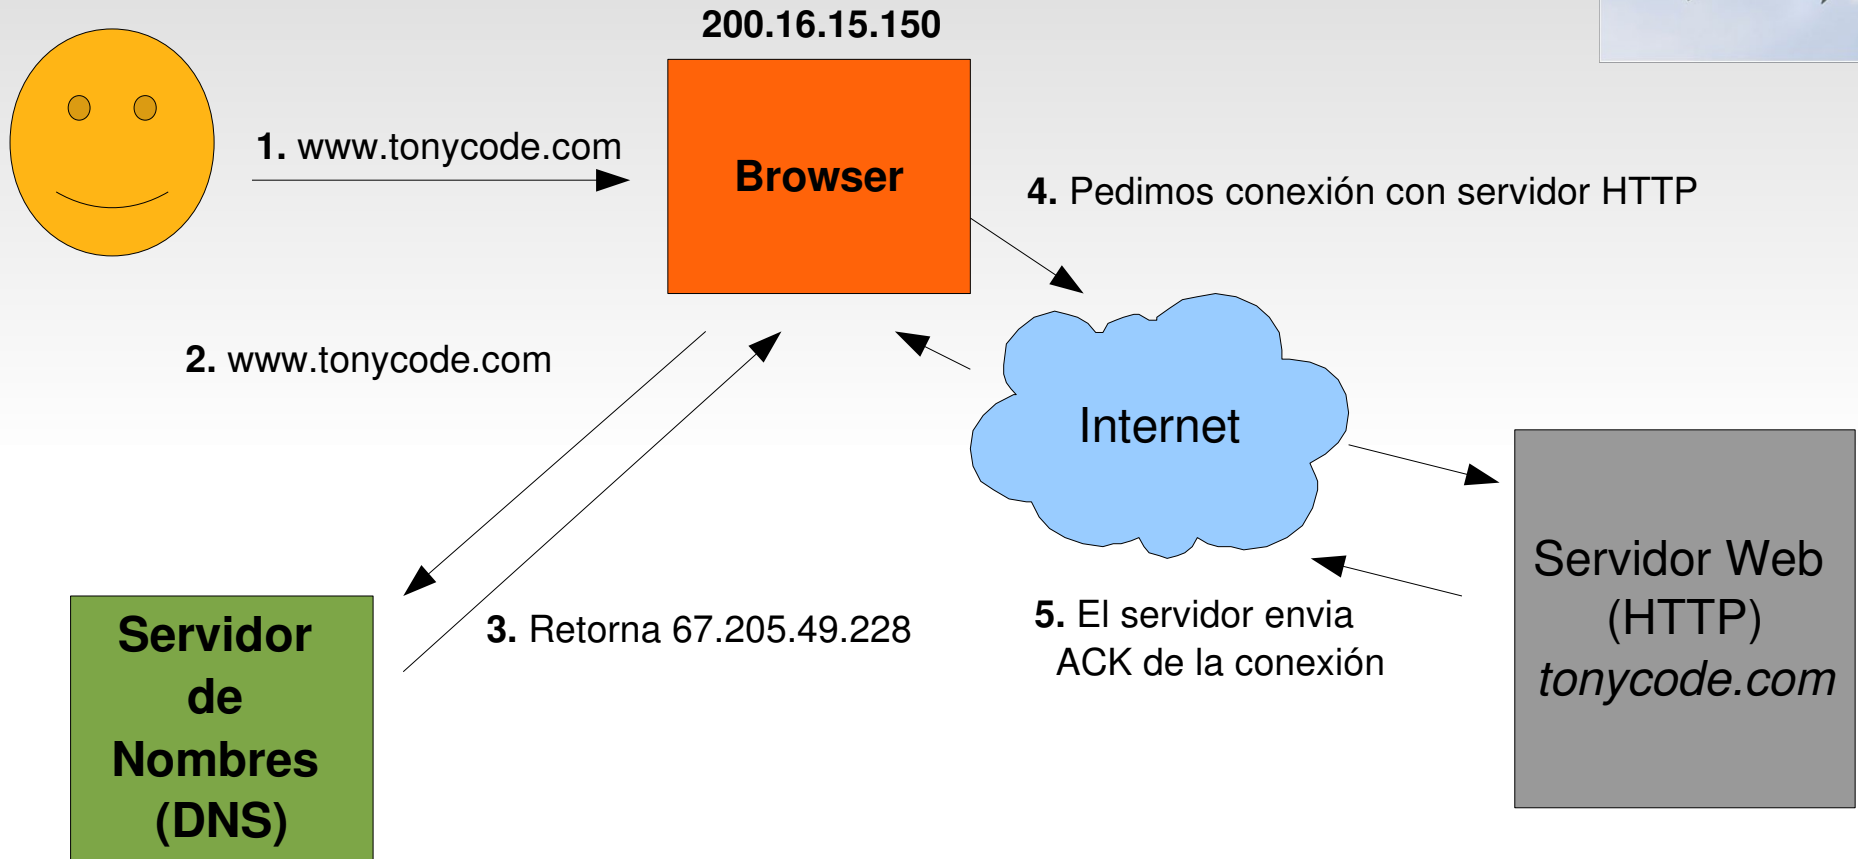 200.16.15.150
1. www.tonycode.com
Browser
4. Pedimos conexión con servidor HTTP
2. www.tonycode.com
Internet
3. Retorna 67.205.49.228
5. El servidor envia
ACK de la conexión
Servidor Web
(HTTP)
tonycode.com
Servidor
de
Nombres
(DNS)